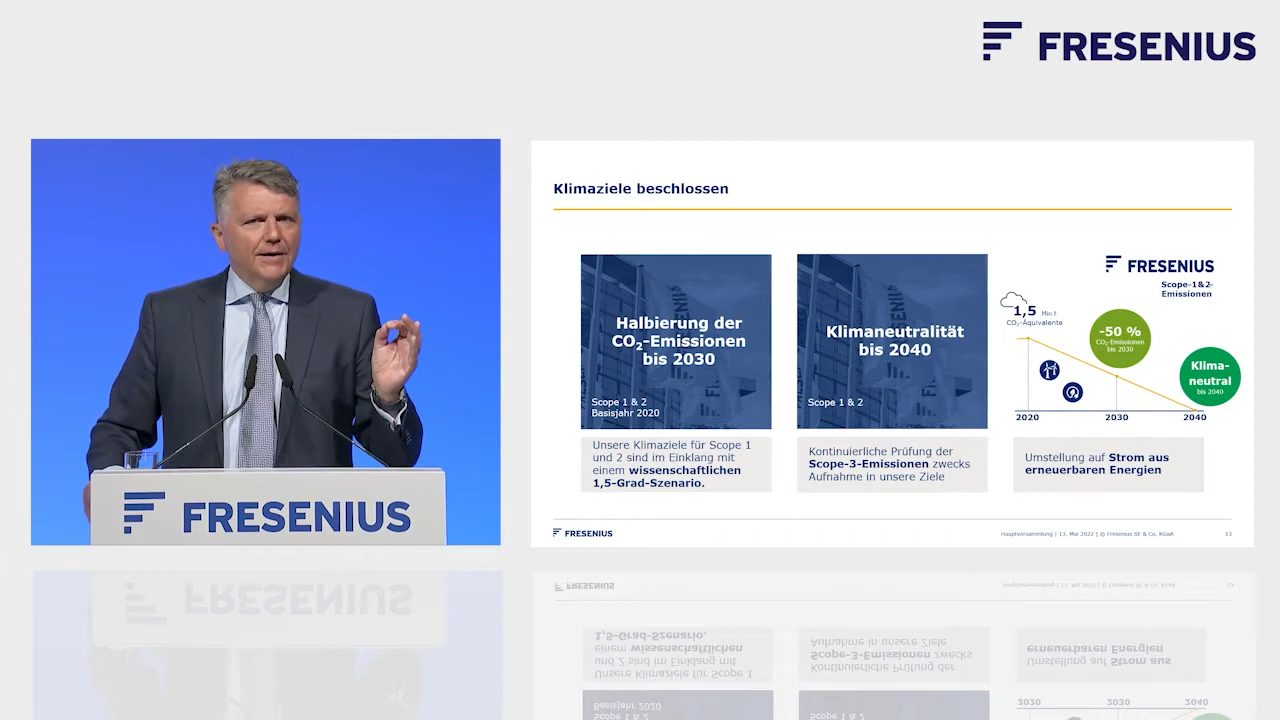 FRESENIUS
FRESENIUS
Klimaziele beschlossen
Halbierung der
CO₂-Emissionen
bis 2030
Scope 1 & 2
Basisjahr 2020
Unsere Klimaziele für Scope 1
und 2 sind im Einklang mit
einem wissenschaftlichen
1,5-Grad-Szenario.
Klimaneutralität
bis 2040
Scope 1 & 2
Kontinuierliche Prüfung der
Scope-3-Emissionen zwecks
Aufnahme in unsere Ziele
FRESENIUS
Scope-1&2-
Emissionen
1,5 Mio t
CO₂-Äquivalente
-50 %
CO₂-Emissionen
bis 2030
Klima-
neutral
bis 2040
2020 2030 2040
Umstellung auf Strom aus
erneuerbaren Energien
FRESENIUS
Hauptversammlung | 13. Mai 2022 | © Fresenius SE & Co. KGaA 13